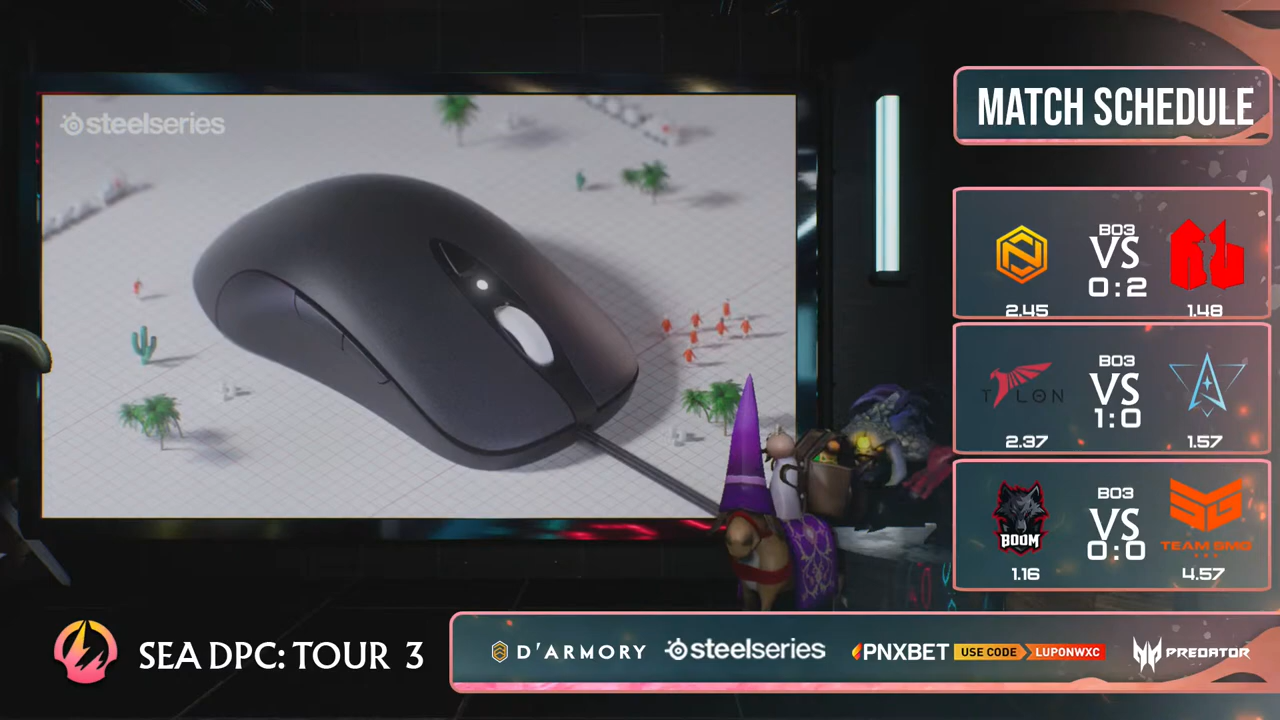 steelseries
MATCH SCHEDULE
BO3
VS
0:2
2.45
1.48
BO3
VS
1:0
TALON
2.37
1.57
BO3
VS
0:0
BOOM
TEAM SMG
1.16
4.57
SEA DPC: TOUR 3
D'ARMORY
steelseries
PNXBET
USE CODE
LUPONWXC
PREDATOR